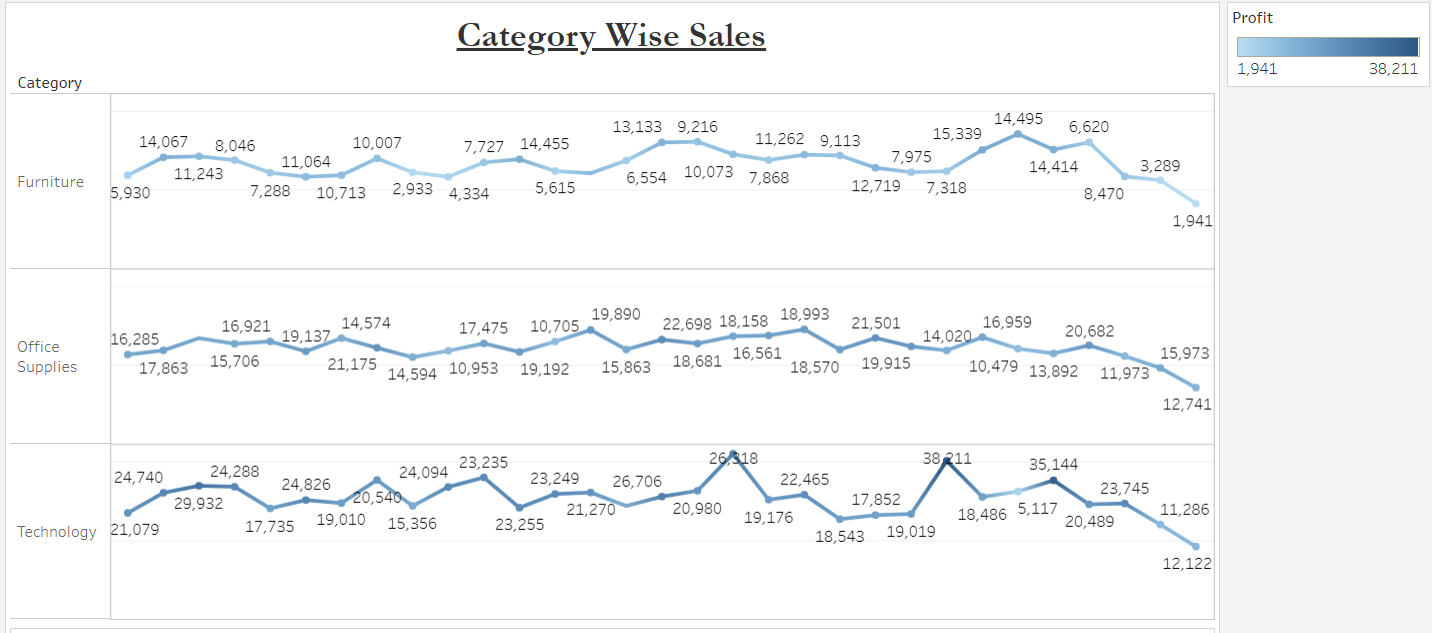 Category Wise Sales
Profit
1,941 38,211
Category
Furniture
14,067 8,046 11,064 10,007 7,727 14,455 13,133 9,216 11,262 9,113 15,339 14,495 6,620 3,289
5,930 11,243 7,288 10,713 2,933 4,334 5,615 6,554 10,073 7,868 12,719 7,975 7,318 14,414 8,470 1,941
Office
Supplies
16,285 16,921 19,137 14,574 17,475 10,705 19,890 22,698 18,158 18,993 21,501 14,020 16,959 20,682 15,973
17,863 15,706 21,175 14,594 10,953 19,192 15,863 18,681 16,561 18,570 19,915 10,479 13,892 11,973 12,741
Technology
24,740 24,288 24,826 20,540 24,094 23,235 23,249 26,706 26,318 22,465 17,852 38,211 35,144 23,745 11,286
21,079 29,932 17,735 19,010 15,356 23,255 21,270 20,980 19,176 18,543 19,019 18,486 5,117 20,489 12,122